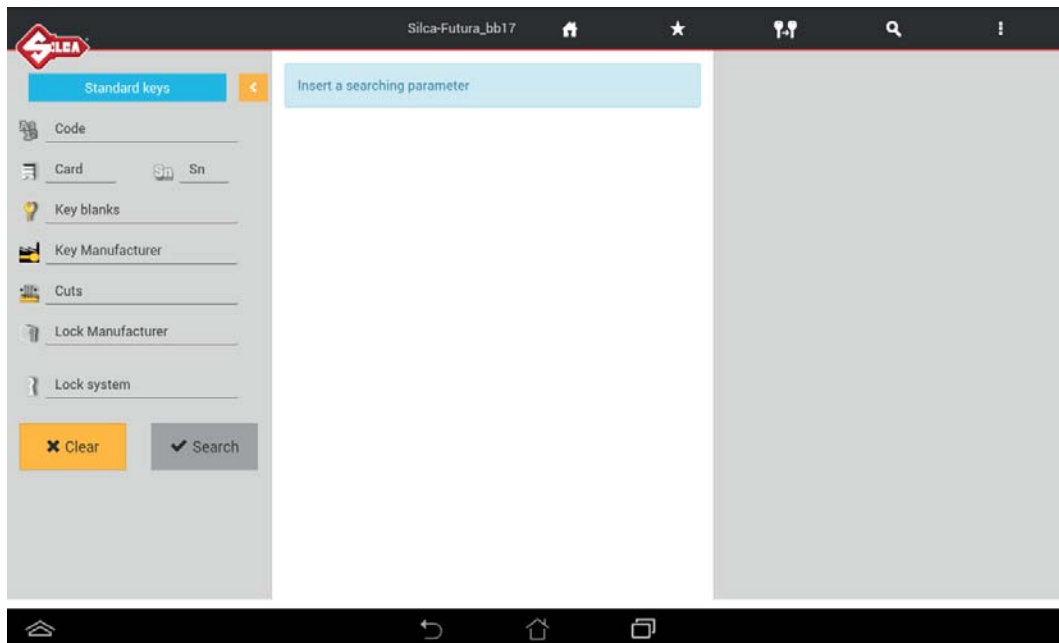 SILCA
Silca-Futura_bb17
Standard keys
Insert a searching parameter
Code
Card Sn Sn
Key blanks
Key Manufacturer
Cuts
Lock Manufacturer
Lock system
Clear Search